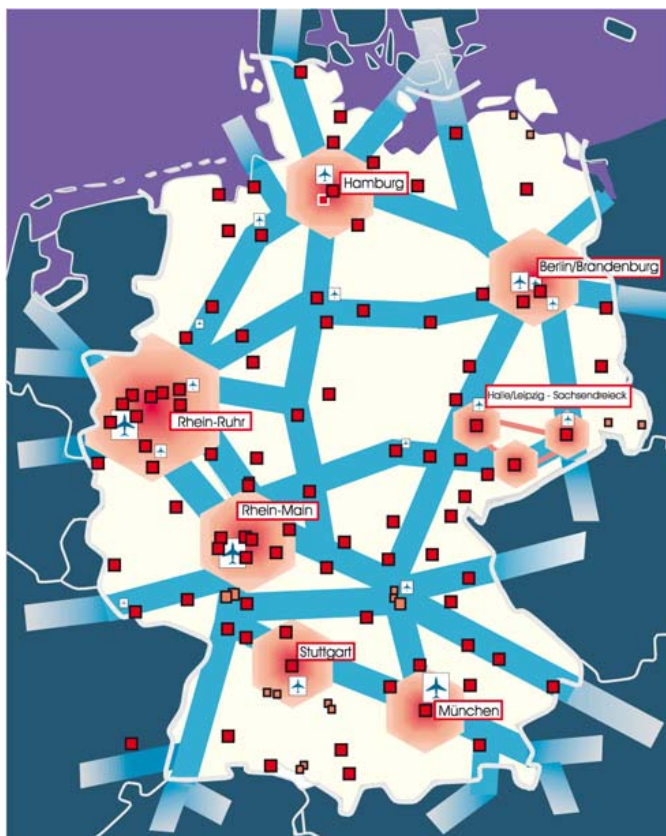 Hamburg
Berlin/Brandenburg
Halle/Leipzig - Sachsendreieck
Rhein-Ruhr
Rhein-Main
Stuttgart
München